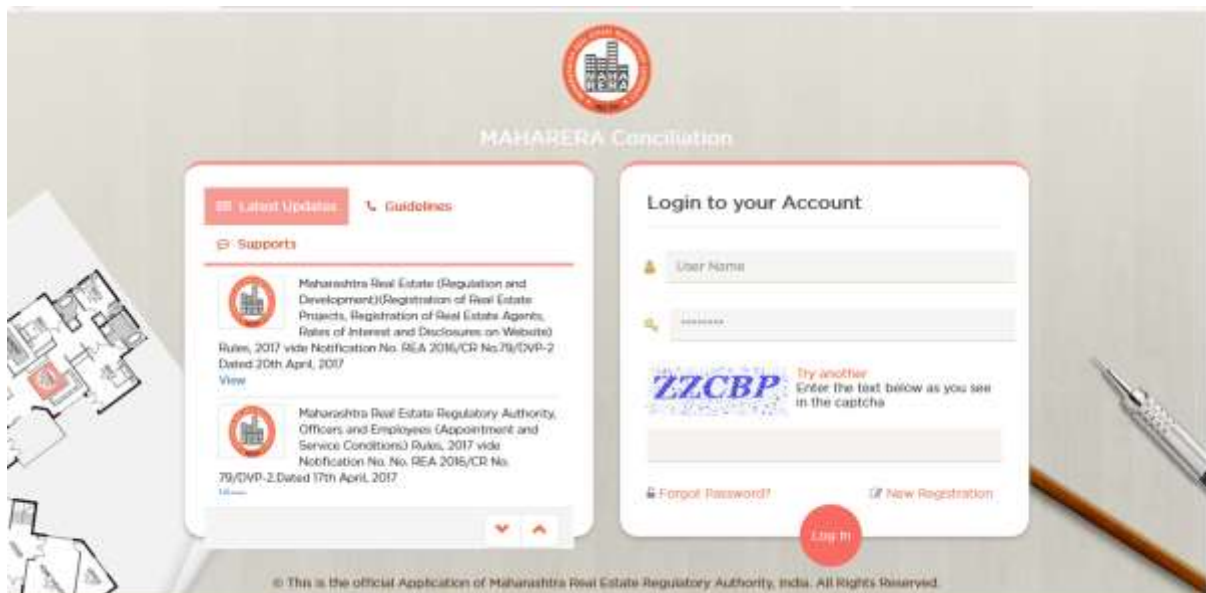 MAHA
RERA
MAHARERA Conciliation
Latest Updates
Guidelines
Supports
Maharashtra Real Estate (Regulation and
Development)(Registration of Real Estate
Projects, Registration of Real Estate Agents,
Rates of Interest and Disclosures on Website)
Rules, 2017 vide Notification No. REA 2016/CR No.79/DVP-2
Dated 20th April, 2017
View
Maharashtra Real Estate Regulatory Authority,
Officers and Employees (Appointment and
Service Conditions) Rules, 2017 vide
Notification No. No. REA 2016/CR No.
79/DVP-2.Dated 17th April, 2017
Login to your Account
User Name
********
ZZCBP
Try another
Enter the text below as you see
in the captcha
Forgot Password?
New Registration
Log In
© This is the official Application of Maharashtra Real Estate Regulatory Authority, India. All Rights Reserved.